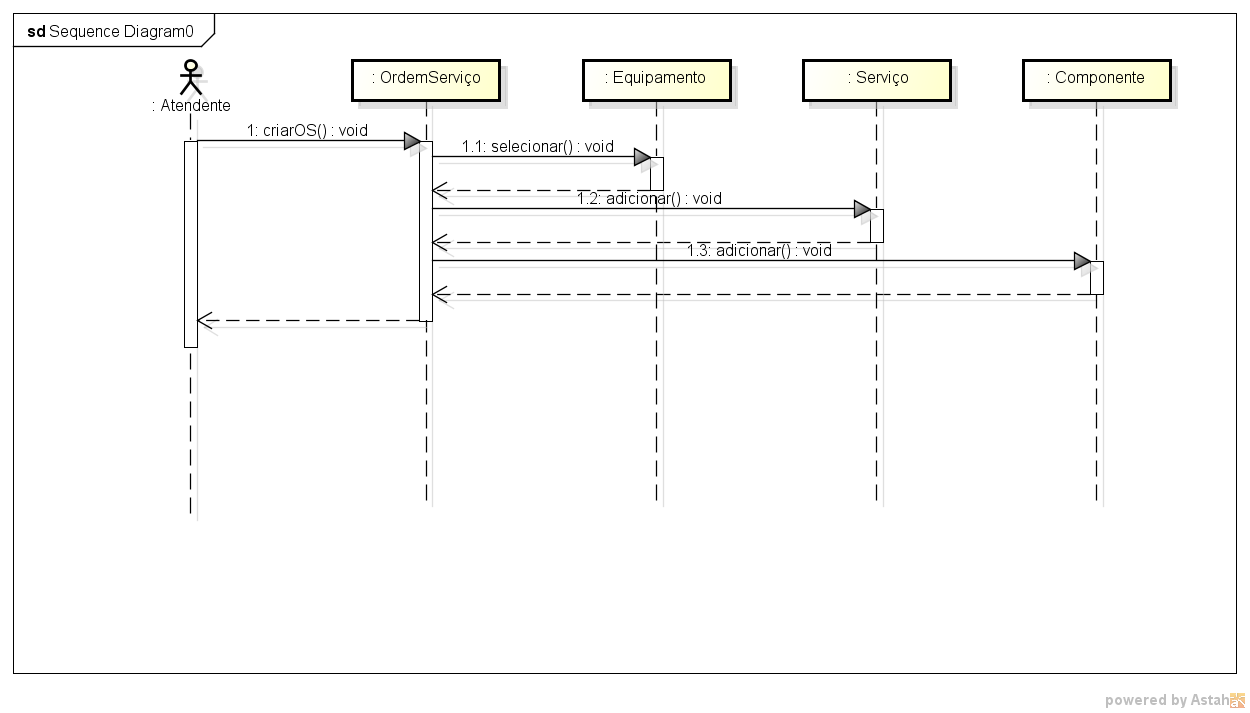 sd Sequence Diagram0
: Atendente
: OrdemServiço
: Equipamento
: Serviço
: Componente
1: criarOS() : void
1.1: selecionar() : void
1.2: adicionar() : void
1.3: adicionar() : void
powered by Astah